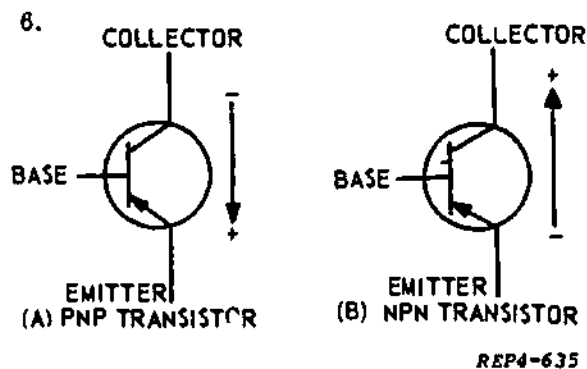 6.
COLLECTOR
COLLECTOR
-
+
BASE
BASE
+
-
EMITTER
(A) PNP TRANSISTOR
EMITTER
(B) NPN TRANSISTOR
REP4-635